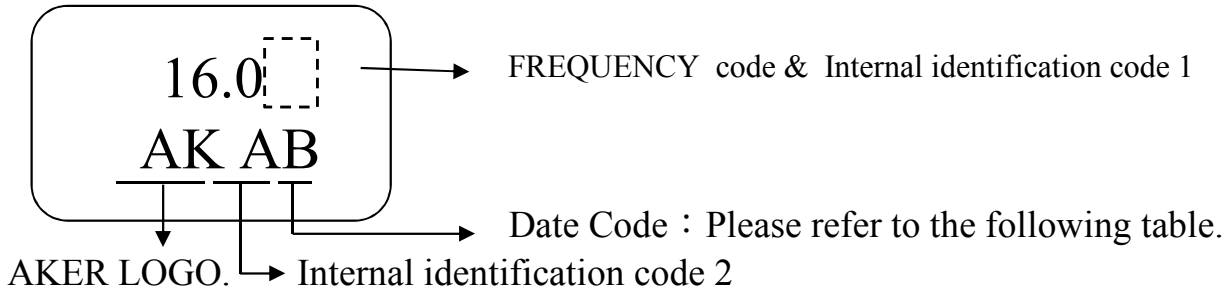 16.0
FREQUENCY code & Internal identification code 1
AK AB
Date Code：Please refer to the following table.
AKER LOGO.
Internal identification code 2